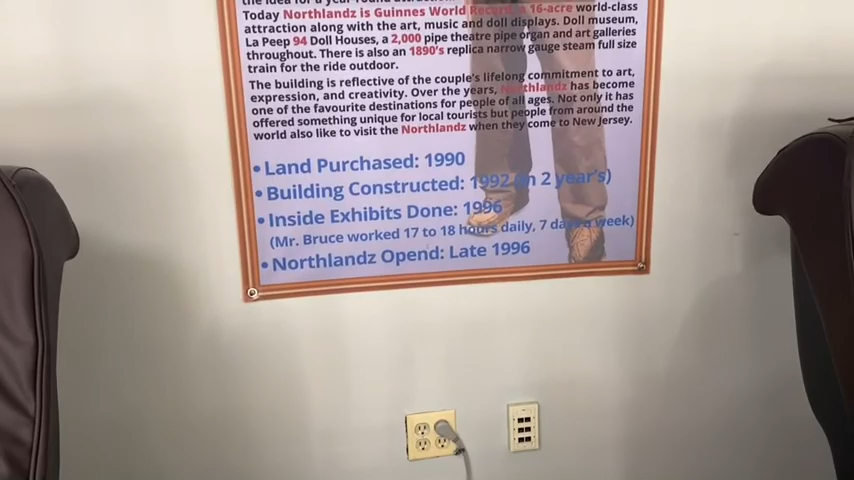 the idea for a year round attraction.
Today Northlandz is Guinnes World Record, a 16-acre world-class
attraction along with the art, music and doll displays. Doll museum,
La Peep 94 Doll Houses, a 2,000 pipe theatre pipe organ and art galleries
throughout. There is also an 1890's replica narrow gauge steam full size
train for the ride outdoor.
The building is reflective of the couple's lifelong commitment to art,
expression, and creativity. Over the years, Northlandz has become
one of the favourite destinations for people of all ages. Not only it has
offered something unique for local tourists but people from around the
world also like to visit the Northlandz when they come to New Jersey.
• Land Purchased: 1990
• Building Constructed: 1992 (in 2 year's)
• Inside Exhibits Done: 1996
(Mr. Bruce worked 17 to 18 hours daily, 7 days a week)
• Northlandz Opend: Late 1996